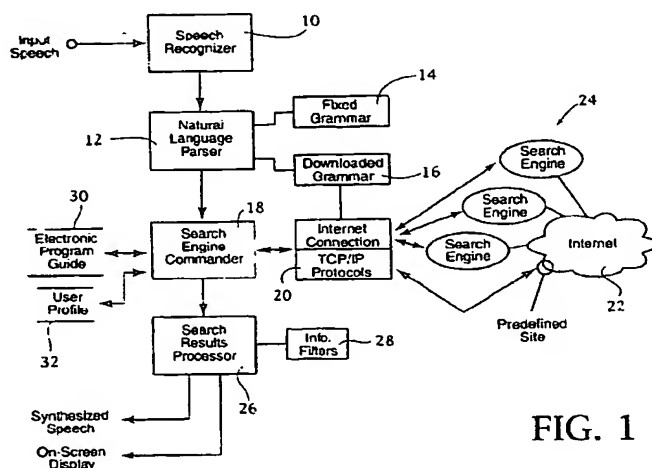 Input
Speech
Speech
Recognizer
10
Natural
Language
Parser
12
Fixed
Grammar
14
Downloaded
Grammar
16
24
Search
Engine
Search
Engine
Search
Engine
Internet
22
Predefined
Site
30
Electronic
Program
Guide
User
Profile
32
18
Search
Engine
Commander
Internet
Connection
TCP/IP
Protocols
20
Search
Results
Processor
26
Info.
Filters
28
Synthesized
Speech
On-Screen
Display
FIG. 1